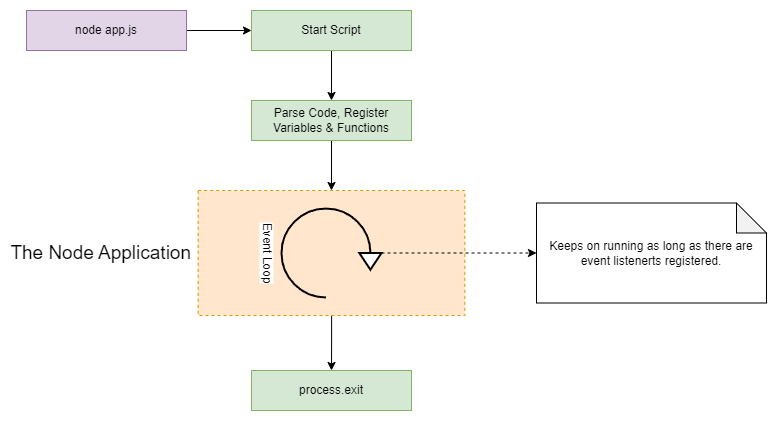 node app.js
Start Script
Parse Code, Register
Variables & Functions
The Node Application
Event Loop
Keeps on running as long as there are
event listenerts registered.
process.exit